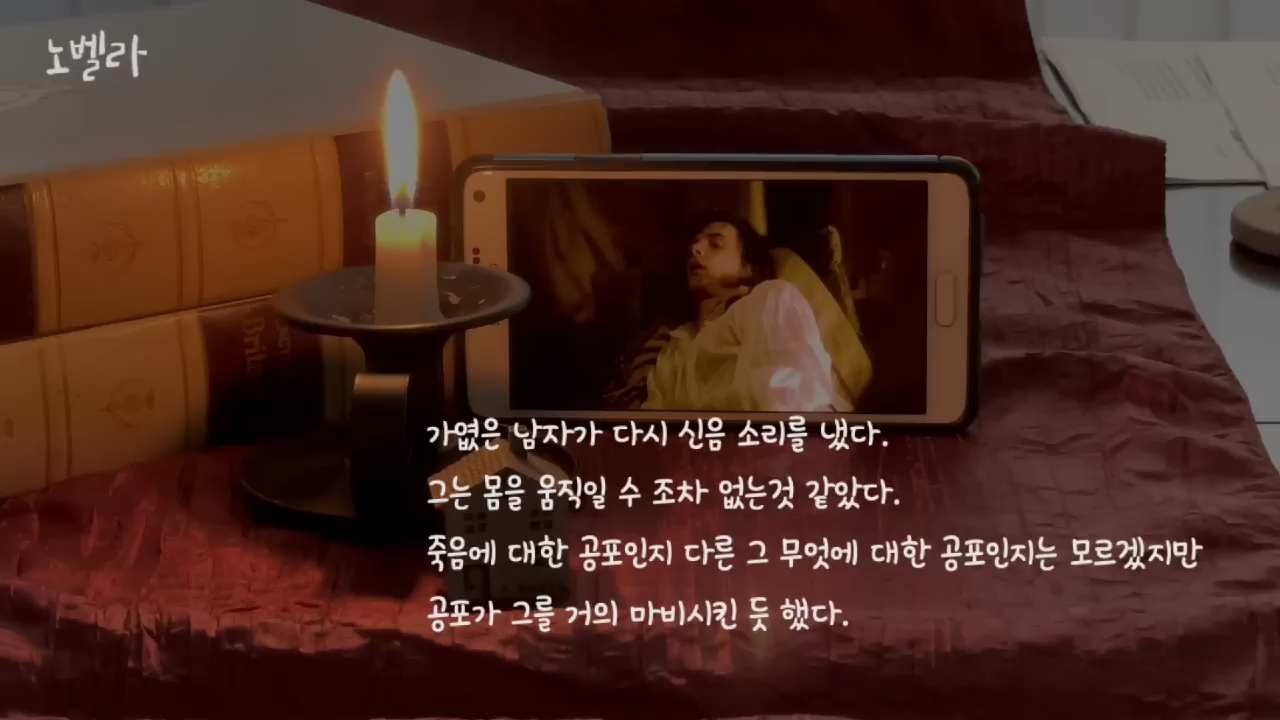 노벨라
가엾은 남자가 다시 신음 소리를 냈다.
그는 몸을 움직일 수 조차 없는것 같았다.
죽음에 대한 공포인지 다른 그 무엇에 대한 공포인지는 모르겠지만
공포가 그를 거의 마비시킨 듯 했다.